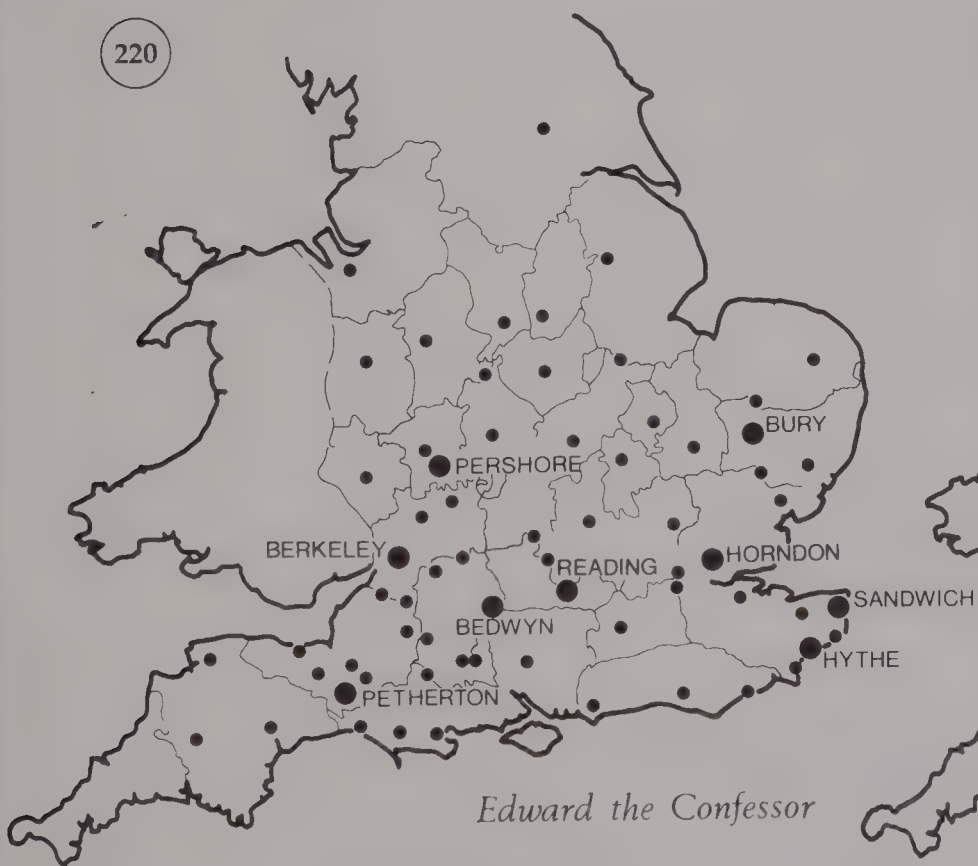 220
BURY
PERSHORE
BERKELEY
HORNDON
READING
SANDWICH
BEDWYN
HYTHE
PETHERTON
Edward the Confessor